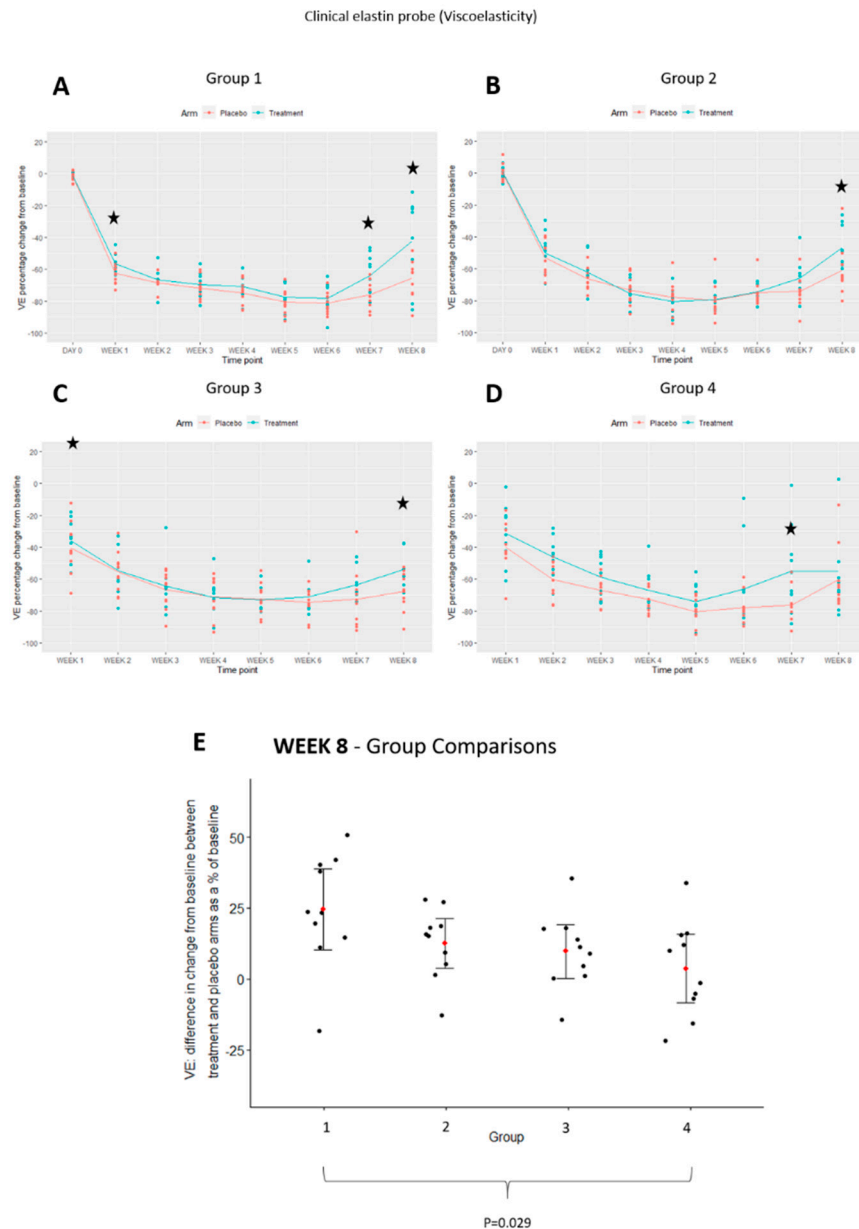 Clinical elastin probe (Viscoelasticity)
A
Group 1
Arm Placebo Treatment
VE percentage change from baseline
20
0
-20
-40
-60
-80
-100
DAY 0 WEEK 1 WEEK 2 WEEK 3 WEEK 4 WEEK 5 WEEK 6 WEEK 7 WEEK 8
Time point
B
Group 2
Arm Placebo Treatment
VE percentage change from baseline
20
0
-20
-40
-60
-80
-100
DAY 0 WEEK 1 WEEK 2 WEEK 3 WEEK 4 WEEK 5 WEEK 6 WEEK 7 WEEK 8
Time point
C
Group 3
Arm Placebo Treatment
VE percentage change from baseline
20
0
-20
-40
-60
-80
-100
WEEK 1 WEEK 2 WEEK 3 WEEK 4 WEEK 5 WEEK 6 WEEK 7 WEEK 8
Time point
D
Group 4
Arm Placebo Treatment
VE percentage change from baseline
20
0
-20
-40
-60
-80
-100
WEEK 1 WEEK 2 WEEK 3 WEEK 4 WEEK 5 WEEK 6 WEEK 7 WEEK 8
Time point
E
WEEK 8 - Group Comparisons
VE: difference in change from baseline between
treatment and placebo arms as a % of baseline
50
25
0
-25
1 2 3 4
Group
P=0.029